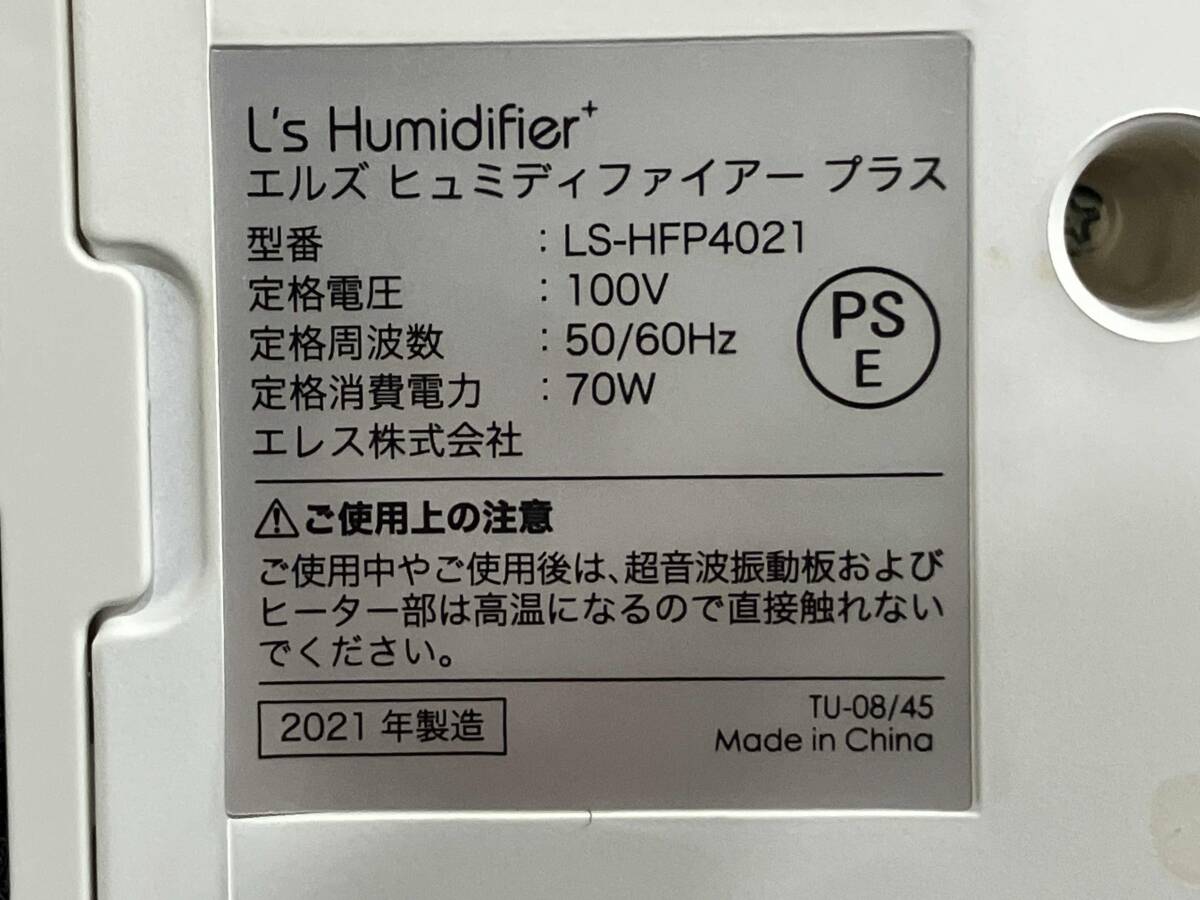 L's Humidifier+
エルズ ヒュミディファイアー プラス
型番 : LS-HFP4021
定格電圧 : 100V
定格周波数 : 50/60Hz
定格消費電力 : 70W
エレス株式会社
PS
E
⚠ご使用上の注意
ご使用中やご使用後は、超音波振動板および
ヒーター部は高温になるので直接触れない
でください。
2021 年製造
TU-08/45
Made in China